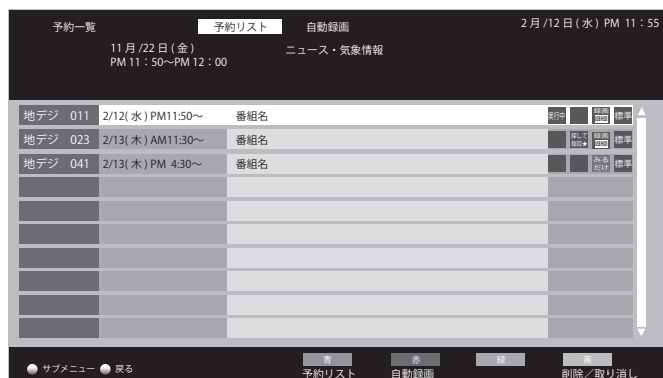 予約一覧 予約リスト 自動録画 2月/12日(水) PM 11:55
11月/22日(金) ニュース・気象情報
PM 11:50～PM 12:00
地デジ 011 2/12(水) PM11:50～ 番組名 実行中 録画 標準
地デジ 023 2/13(木) AM11:30～ 番組名 探して 録画 標準
地デジ 041 2/13(木) PM 4:30～ 番組名 みるだけ 標準
サブメニュー 戻る 青 赤 緑 黄
予約リスト 自動録画 削除／取り消し